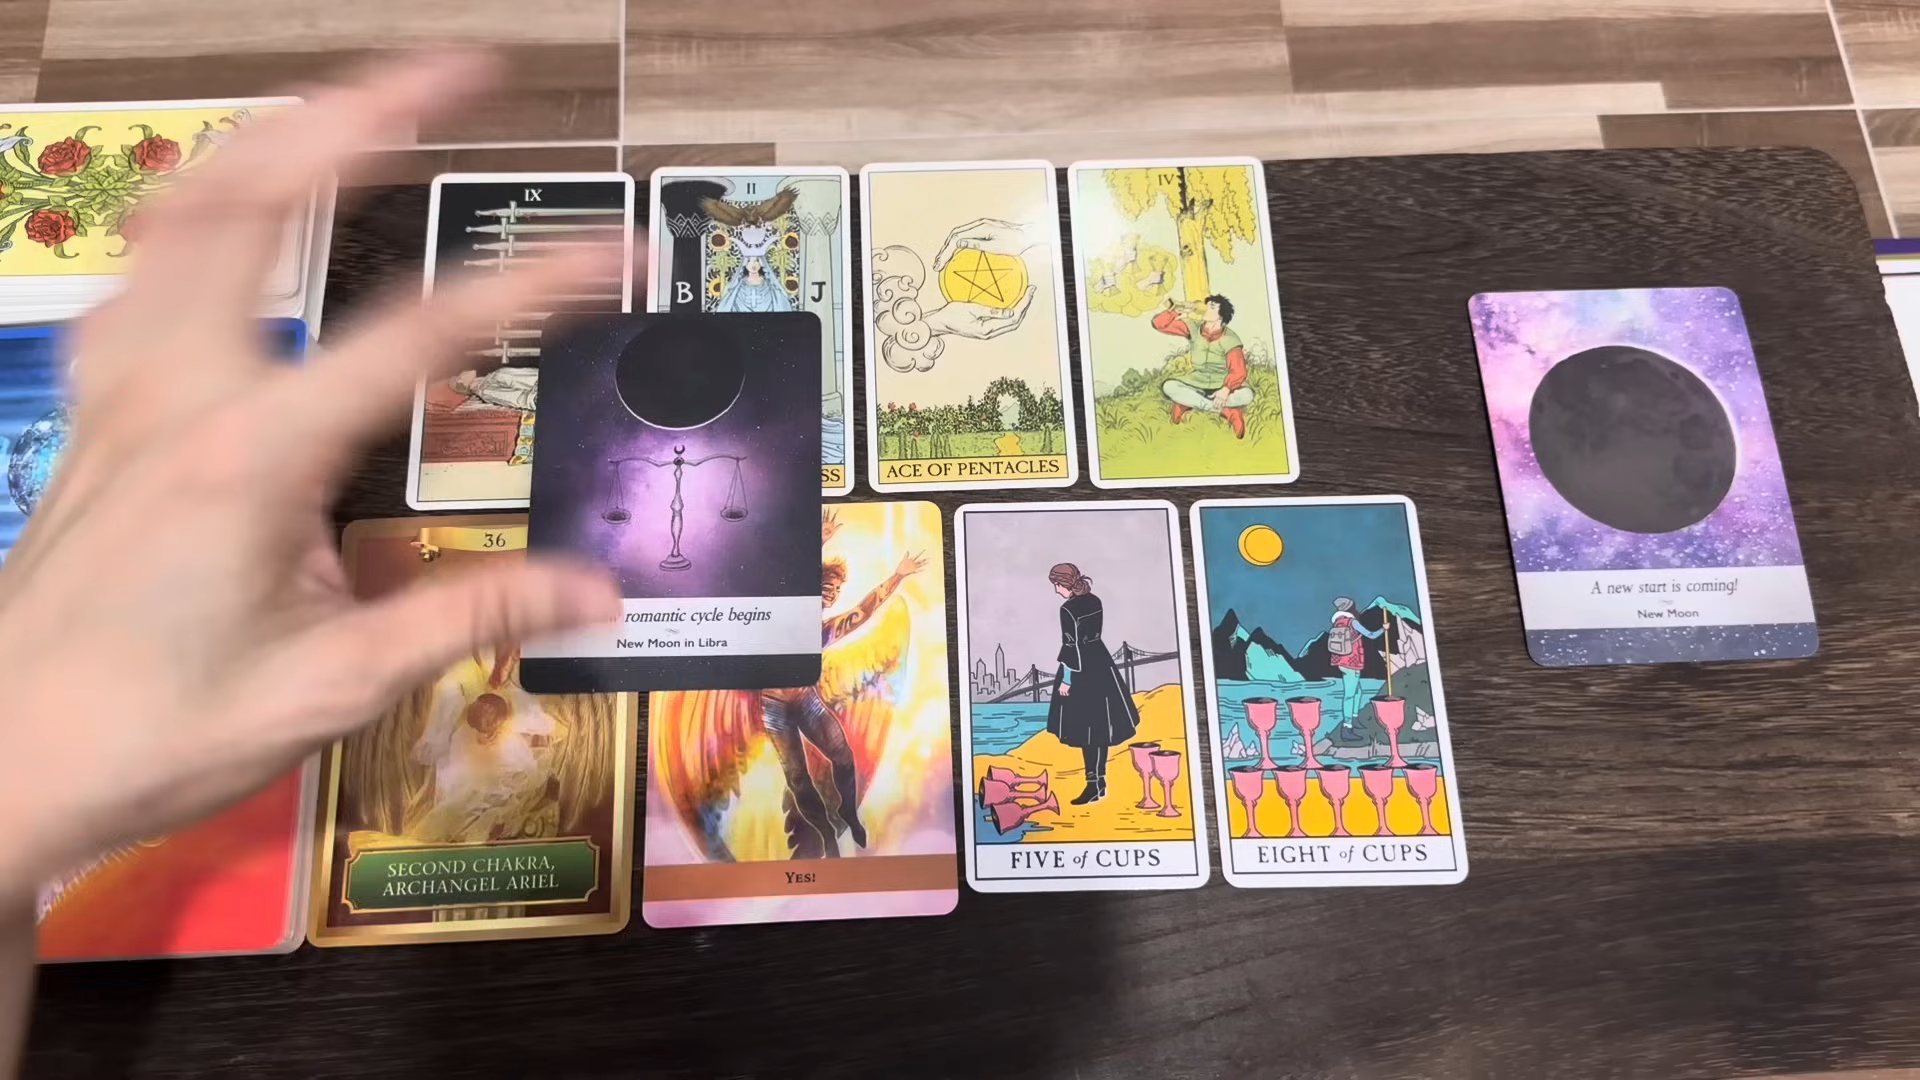 IX
II
B
J
SS
ACE OF PENTACLES
IV
romantic cycle begins
New Moon in Libra
A new start is coming!
New Moon
36
SECOND CHAKRA,
ARCHANGEL ARIEL
YES!
FIVE of CUPS
EIGHT of CUPS